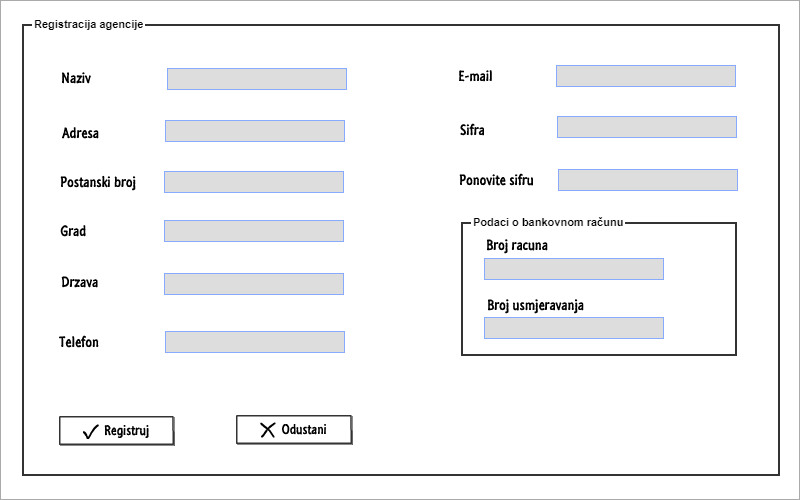 Registracija agencije
Naziv
Adresa
Postanski broj
Grad
Drzava
Telefon
E-mail
Sifra
Ponovite sifru
Podaci o bankovnom računu
Broj racuna
Broj usmjeravanja
Registruj
Odustani